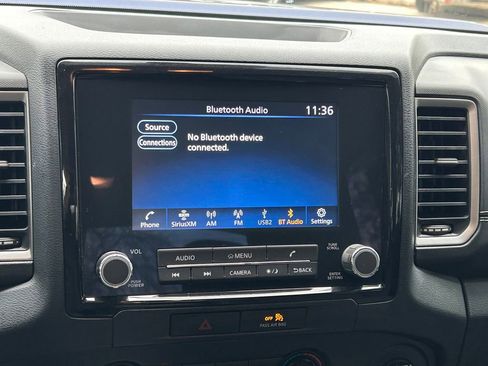 Bluetooth Audio 11:36
Source
No Bluetooth device
connected.
Connections
Phone SiriusXM AM FM USB2 BT Audio Settings
VOL
AUDIO MENU
TUNE
SCROLL
PUSH
POWER
CAMERA BACK
ENTER
SETTING
OFF
PASS AIR BAG